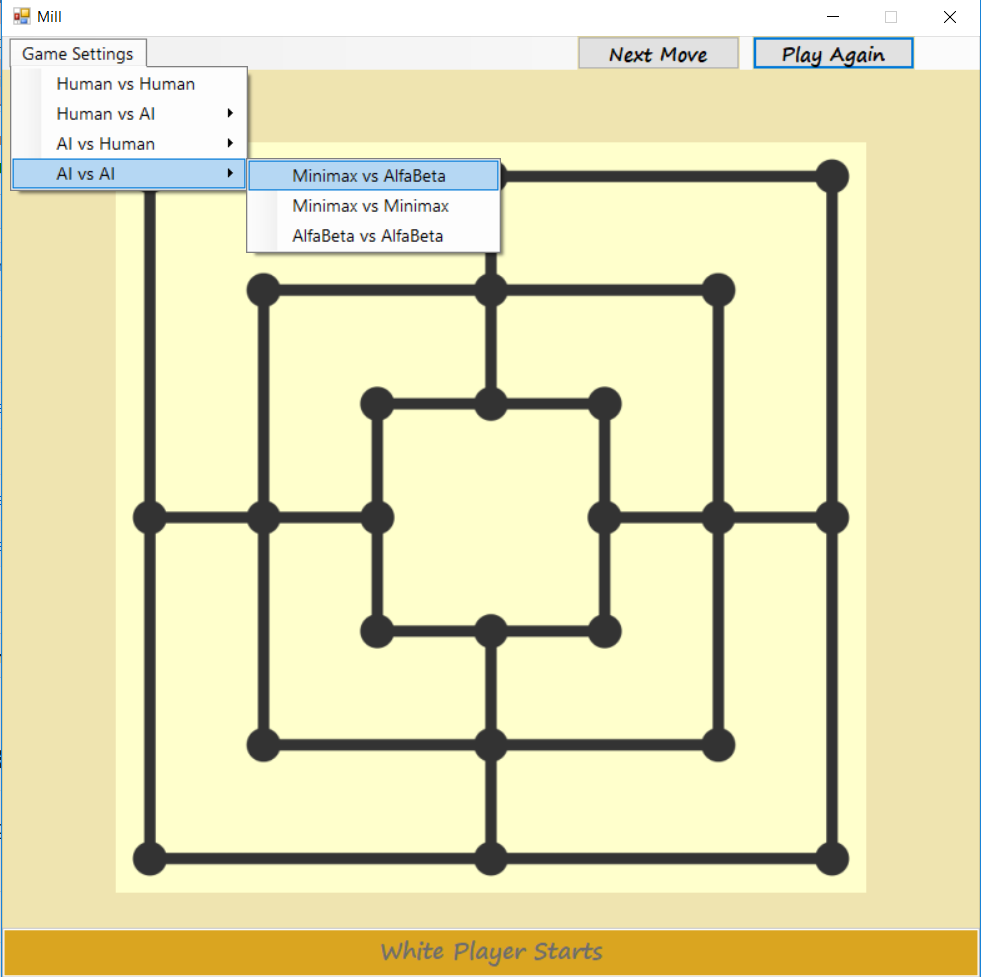 Mill
Game Settings
Next Move
Play Again
Human vs Human
Human vs AI
AI vs Human
AI vs AI
Minimax vs AlfaBeta
Minimax vs Minimax
AlfaBeta vs AlfaBeta
White Player Starts